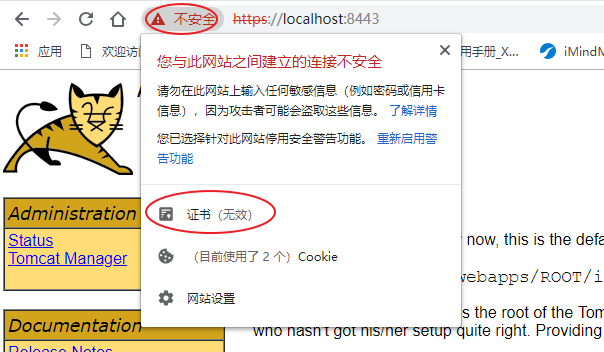 不安全 https://localhost:8443
应用 欢迎访 用手册_X... iMindM
您与此网站之间建立的连接不安全
请勿在此网站上输入任何敏感信息（例如密码或信用卡
信息），因为攻击者可能会盗取这些信息。 了解详情
您已选择针对此网站停用安全警告功能。 重新启用警
告功能
证书（无效）
（目前使用了 2 个）Cookie
网站设置
Administration
Status
Tomcat Manager
Documentation
Release Notes
now, this is the defa
webapps/ROOT/i
s the root of the Tom
who hasn't got his/her setup quite right. Providing